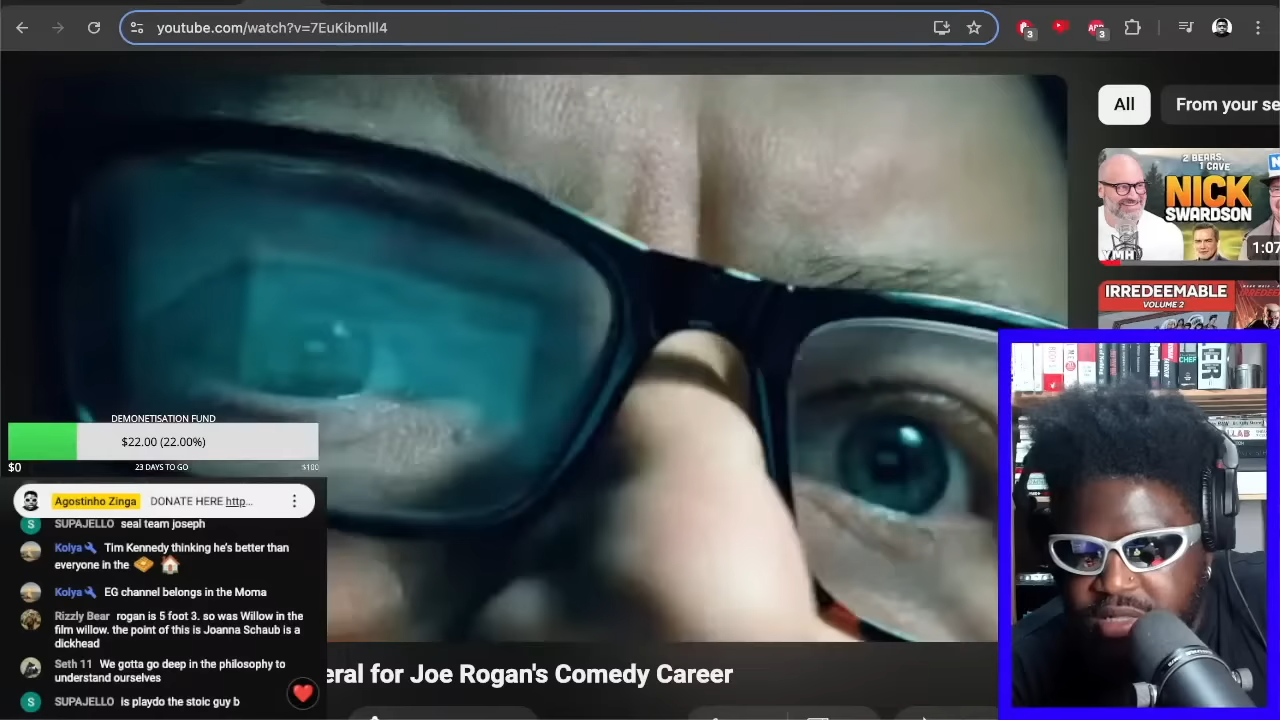 youtube.com/watch?v=7EuKibmlll4
3
3
All
From your se
2 BEARS,
1 CAVE
NICK
SWARDSON
YMH
1:07
IRREDEEMABLE
VOLUME 2
CHEF
DEMONETISATION FUND
$22.00 (22.00%)
$0
23 DAYS TO GO
$100
Agostinho Zinga DONATE HERE http...
S SUPAJELLO seal team joseph
Kolya Tim Kennedy thinking he's better than
everyone in the
Kolya EG channel belongs in the Moma
Rizzly Bear rogan is 5 foot 3. so was Willow in the
film willow. the point of this is Joanna Schaub is a
dickhead
Seth 11 We gotta go deep in the philosophy to
understand ourselves
S SUPAJELLO is playdo the stoic guy b
eral for Joe Rogan's Comedy Career